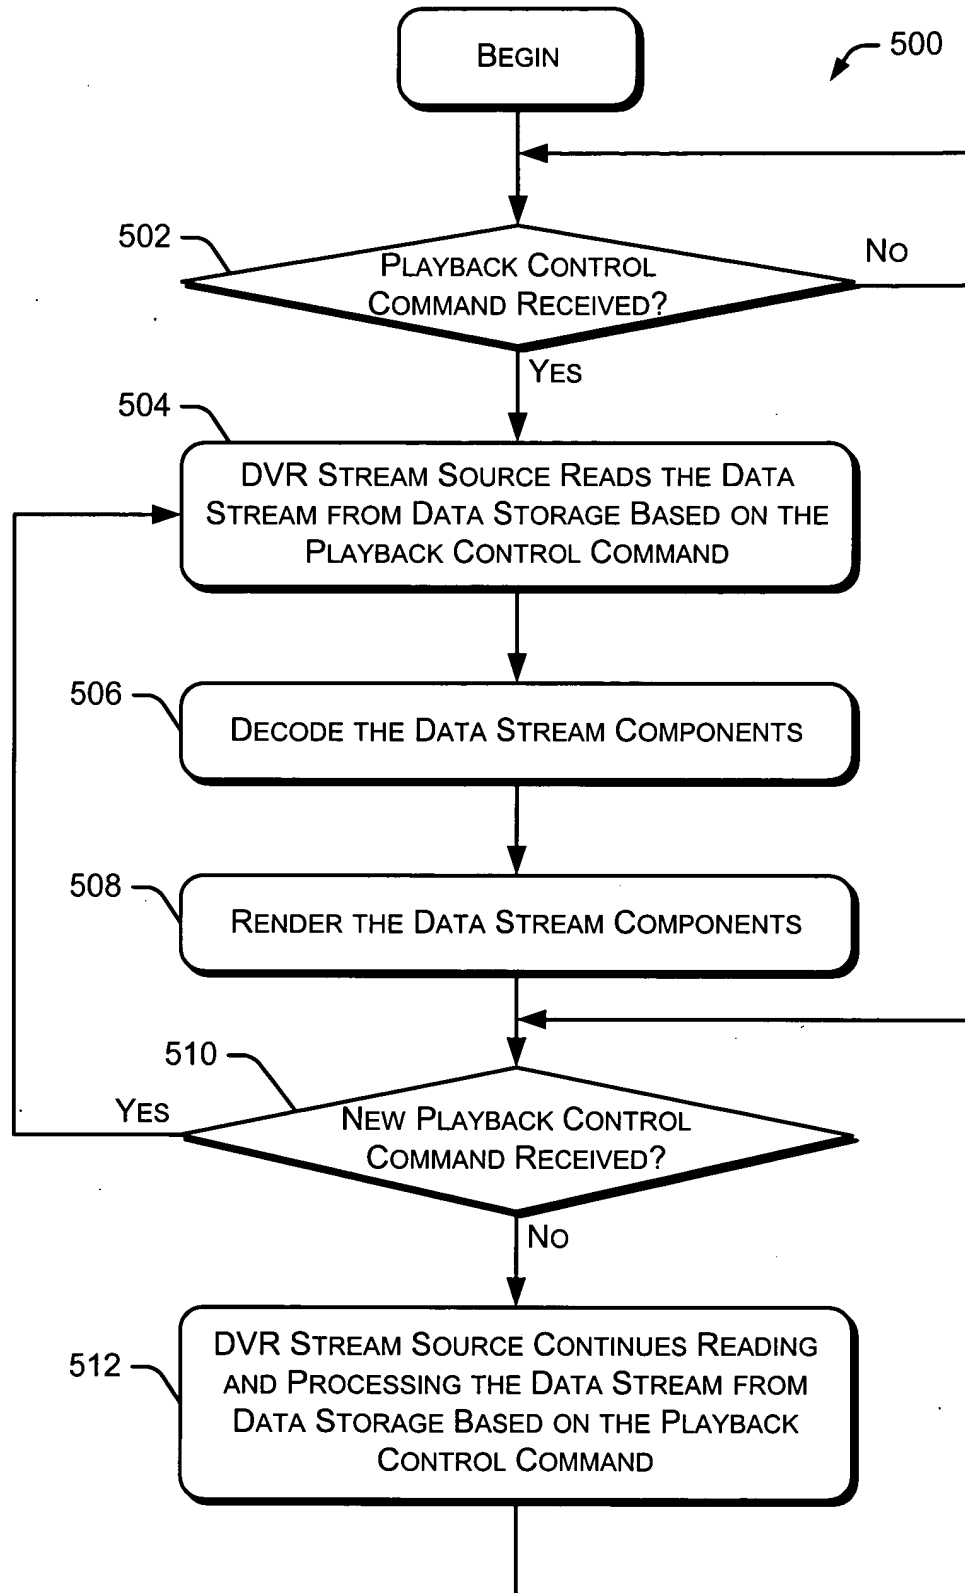 BEGIN
500
502
PLAYBACK CONTROL
COMMAND RECEIVED?
NO
YES
504
DVR STREAM SOURCE READS THE DATA
STREAM FROM DATA STORAGE BASED ON THE
PLAYBACK CONTROL COMMAND
506
DECODE THE DATA STREAM COMPONENTS
508
RENDER THE DATA STREAM COMPONENTS
510
YES
NEW PLAYBACK CONTROL
COMMAND RECEIVED?
NO
512
DVR STREAM SOURCE CONTINUES READING
AND PROCESSING THE DATA STREAM FROM
DATA STORAGE BASED ON THE PLAYBACK
CONTROL COMMAND